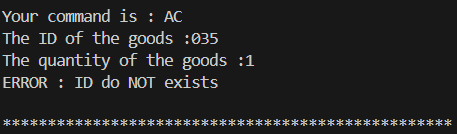 Your command is : AC
The ID of the goods :035
The quantity of the goods :1
ERROR : ID do NOT exists
**************************************************